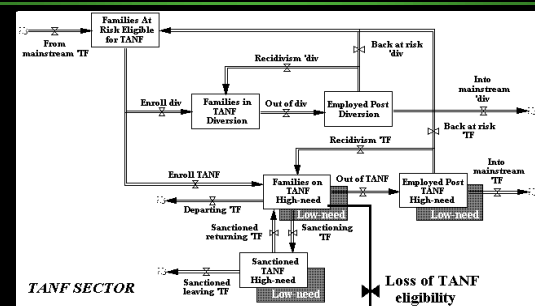 Families At
Risk Eligible
for TANF
From
mainstream 'TF
Back at risk
'div
Recidivism 'div
Into
mainstream
'div
Enroll div
Families in
TANF
Diversion
Out of div
Employed Post
Diversion
Back at risk
'TF
Recidivism 'TF
Into
mainstream
'TF
Enroll TANF
Families on
TANF
High-need
Low-need
Out of TANF
Employed Post
TANF
High-need
Low-need
Departing 'TF
Sanctioned
returning 'TF
Sanctioning
'TF
Sanctioned
TANF
High-need
Low-need
Sanctioned
leaving 'TF
Loss of TANF
eligibility
TANF SECTOR